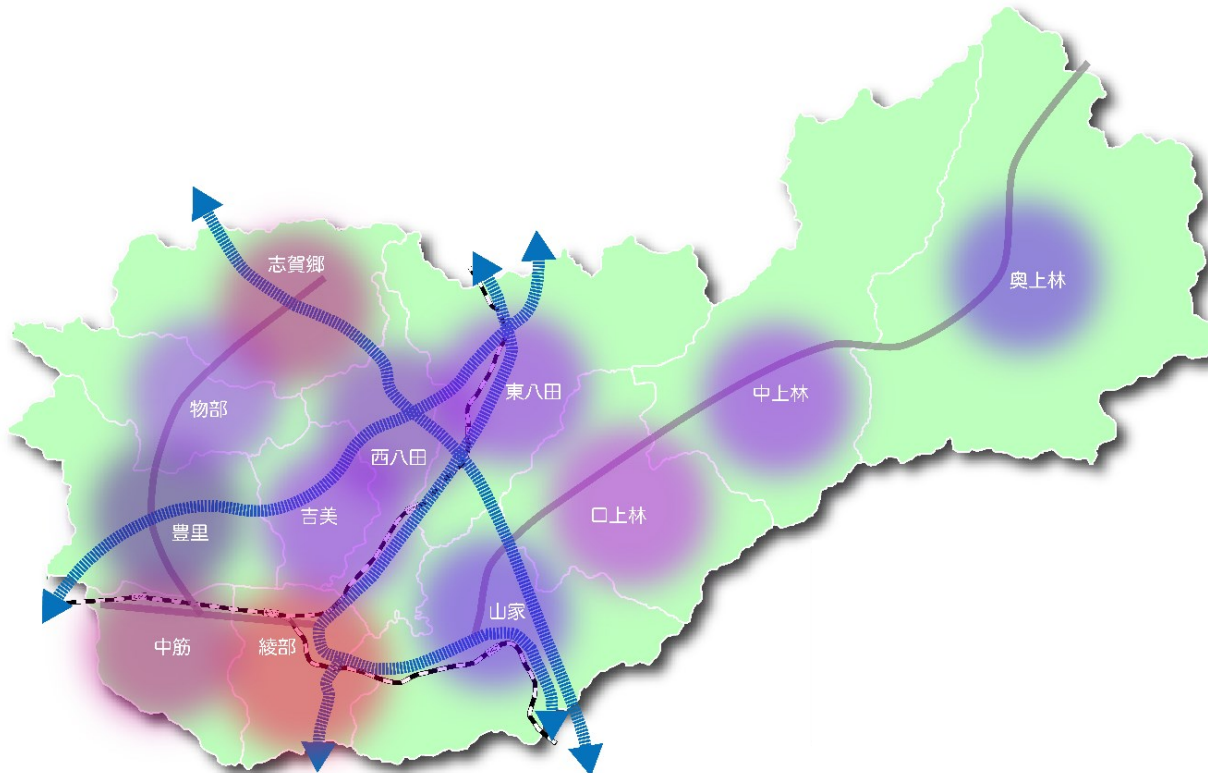 志賀郷
奥上林
物部
東八田
中上林
西八田
吉美
口上林
豊里
山家
中筋
綾部